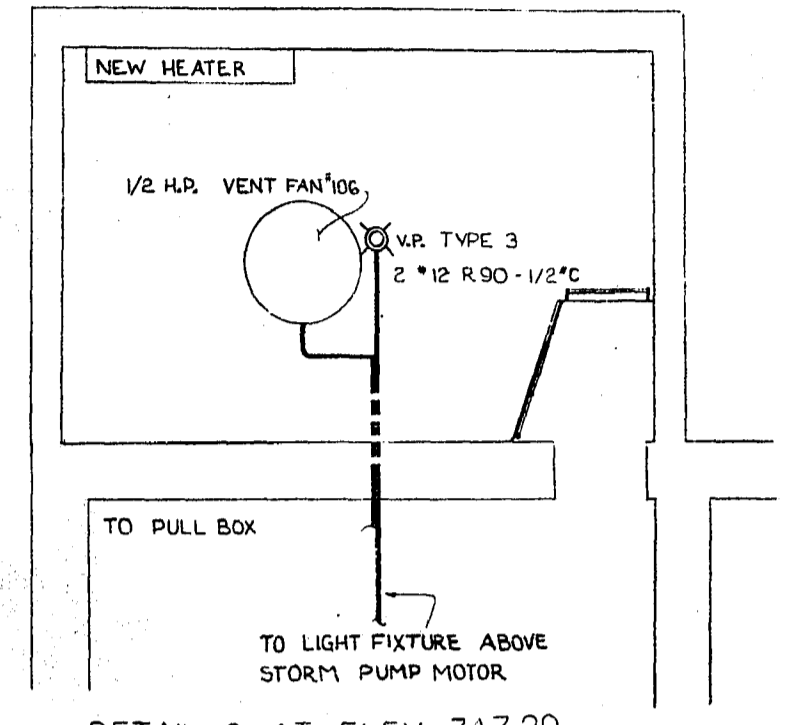 NEW HEATER
1/2 H.P. VENT FAN #106
V.P. TYPE 3
2 #12 R90 - 1/2"C
TO PULL BOX
TO LIGHT FIXTURE ABOVE
STORM PUMP MOTOR